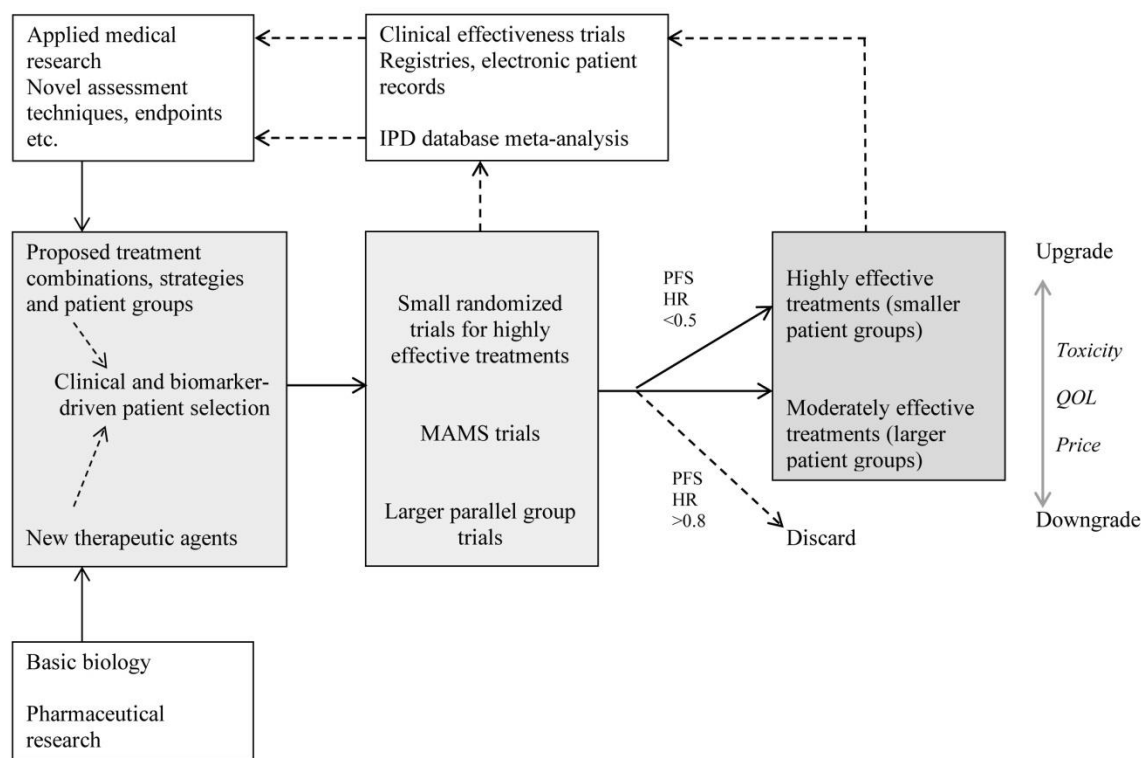 Applied medical
research
Novel assessment
techniques, endpoints
etc.
Clinical effectiveness trials
Registries, electronic patient
records
IPD database meta-analysis
Proposed treatment
combinations, strategies
and patient groups
Clinical and biomarker-
driven patient selection
New therapeutic agents
Small randomized
trials for highly
effective treatments
MAMS trials
Larger parallel group
trials
PFS
HR
<0.5
PFS
HR
>0.8
Highly effective
treatments (smaller
patient groups)
Moderately effective
treatments (larger
patient groups)
Discard
Upgrade
Toxicity
QOL
Price
Downgrade
Basic biology
Pharmaceutical
research